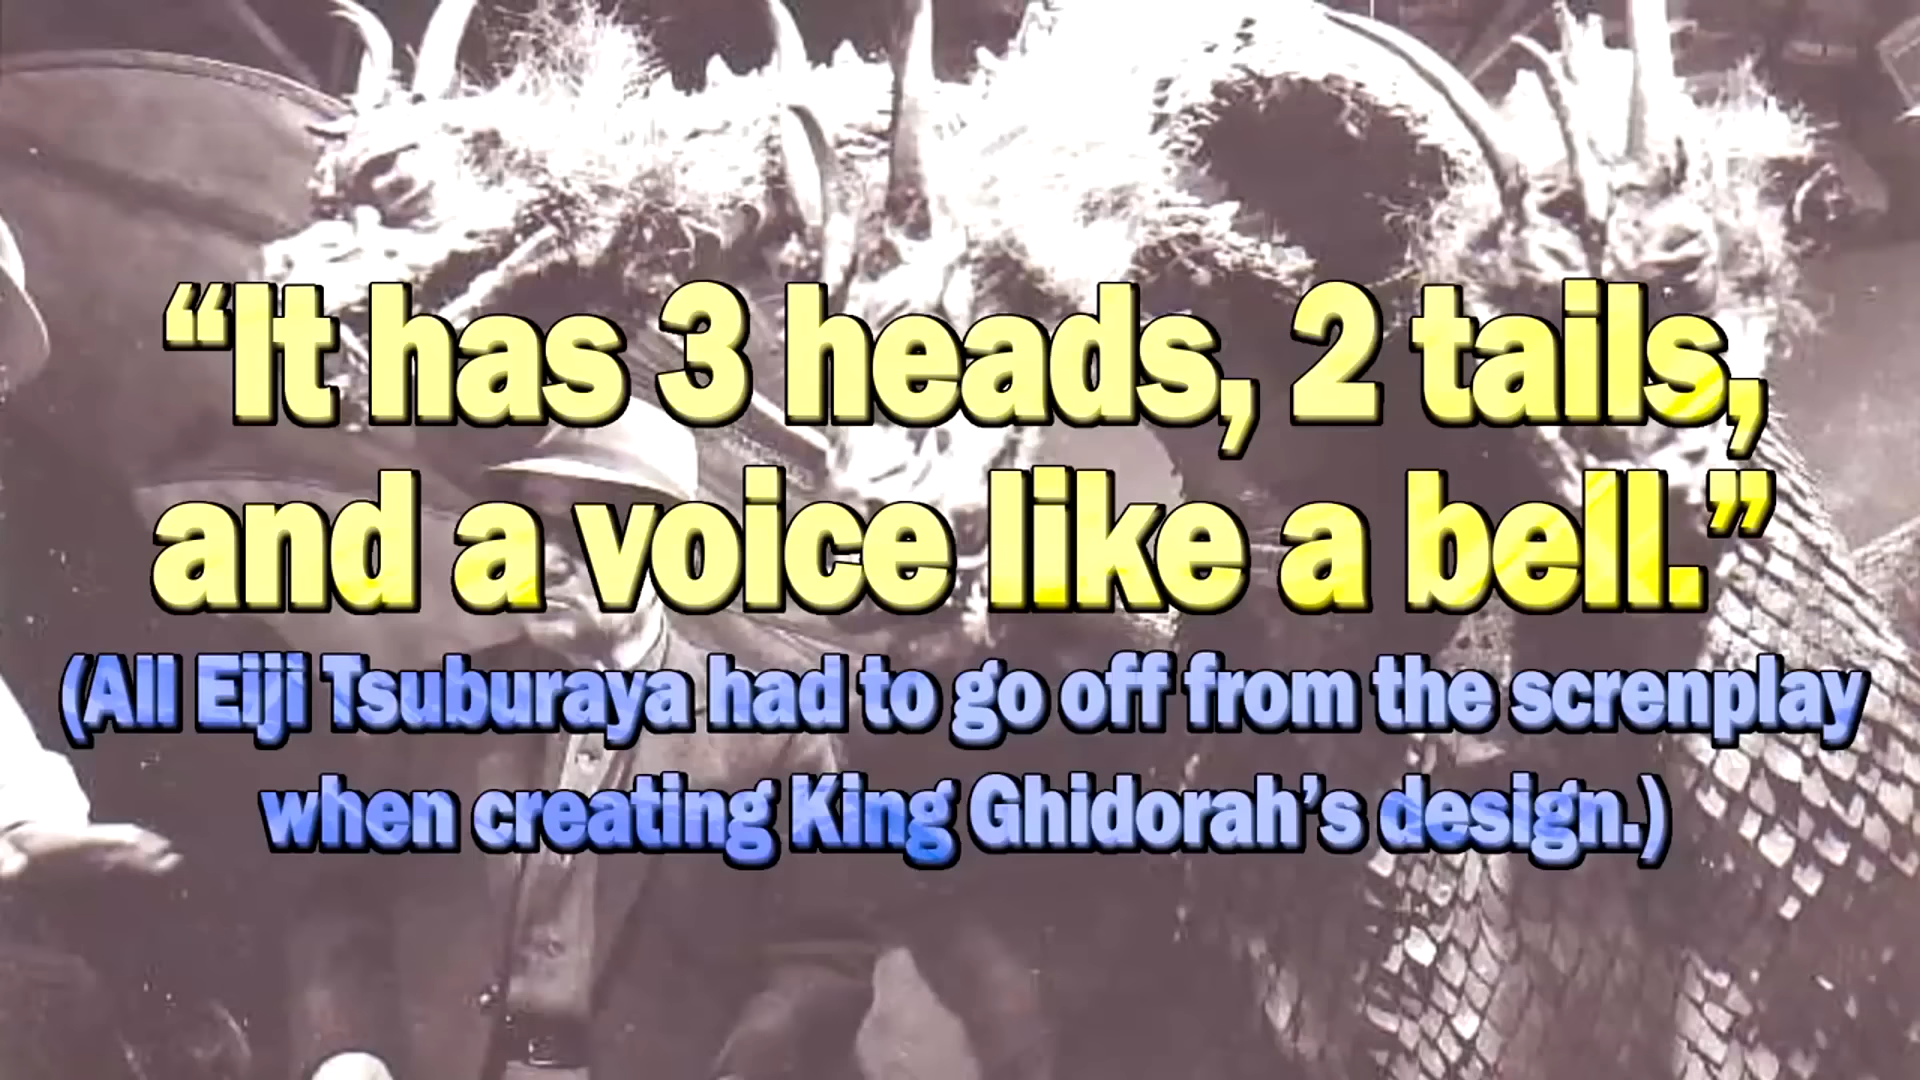 “It has 3 heads, 2 tails,
and a voice like a bell.”
(All Eiji Tsuburaya had to go off from the screnplay
when creating King Ghidorah’s design.)